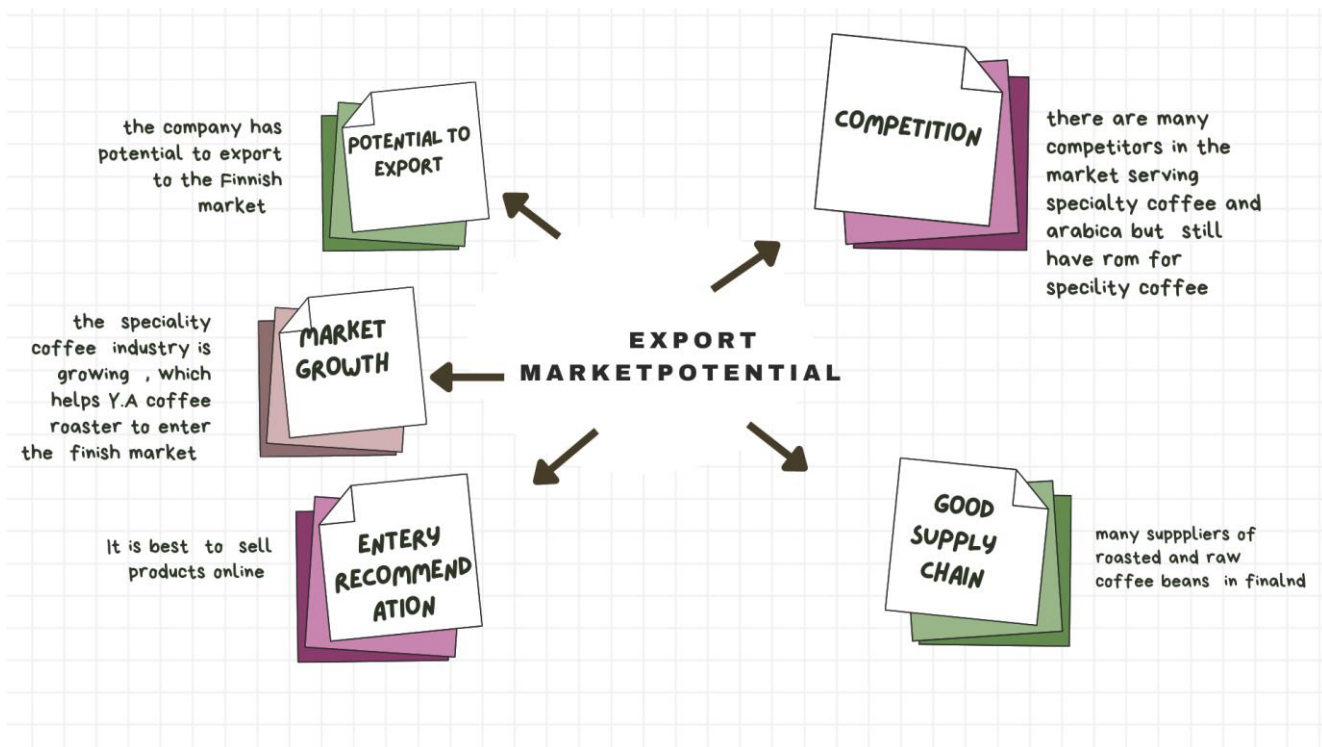 POTENTIAL TO
EXPORT
the company has
potential to export
to the Finnish
market
COMPETITION
there are many
competitors in the
market serving
specialty coffee and
arabica but still
have rom for
specility coffee
EXPORT
MARKETPOTENTIAL
MARKET
GROWTH
the speciality
coffee industry is
growing , which
helps Y.A coffee
roaster to enter
the finish market
ENTERY
RECOMMEND
ATION
It is best to sell
products online
GOOD
SUPPLY
CHAIN
many supppliers of
roasted and raw
coffee beans in finalnd